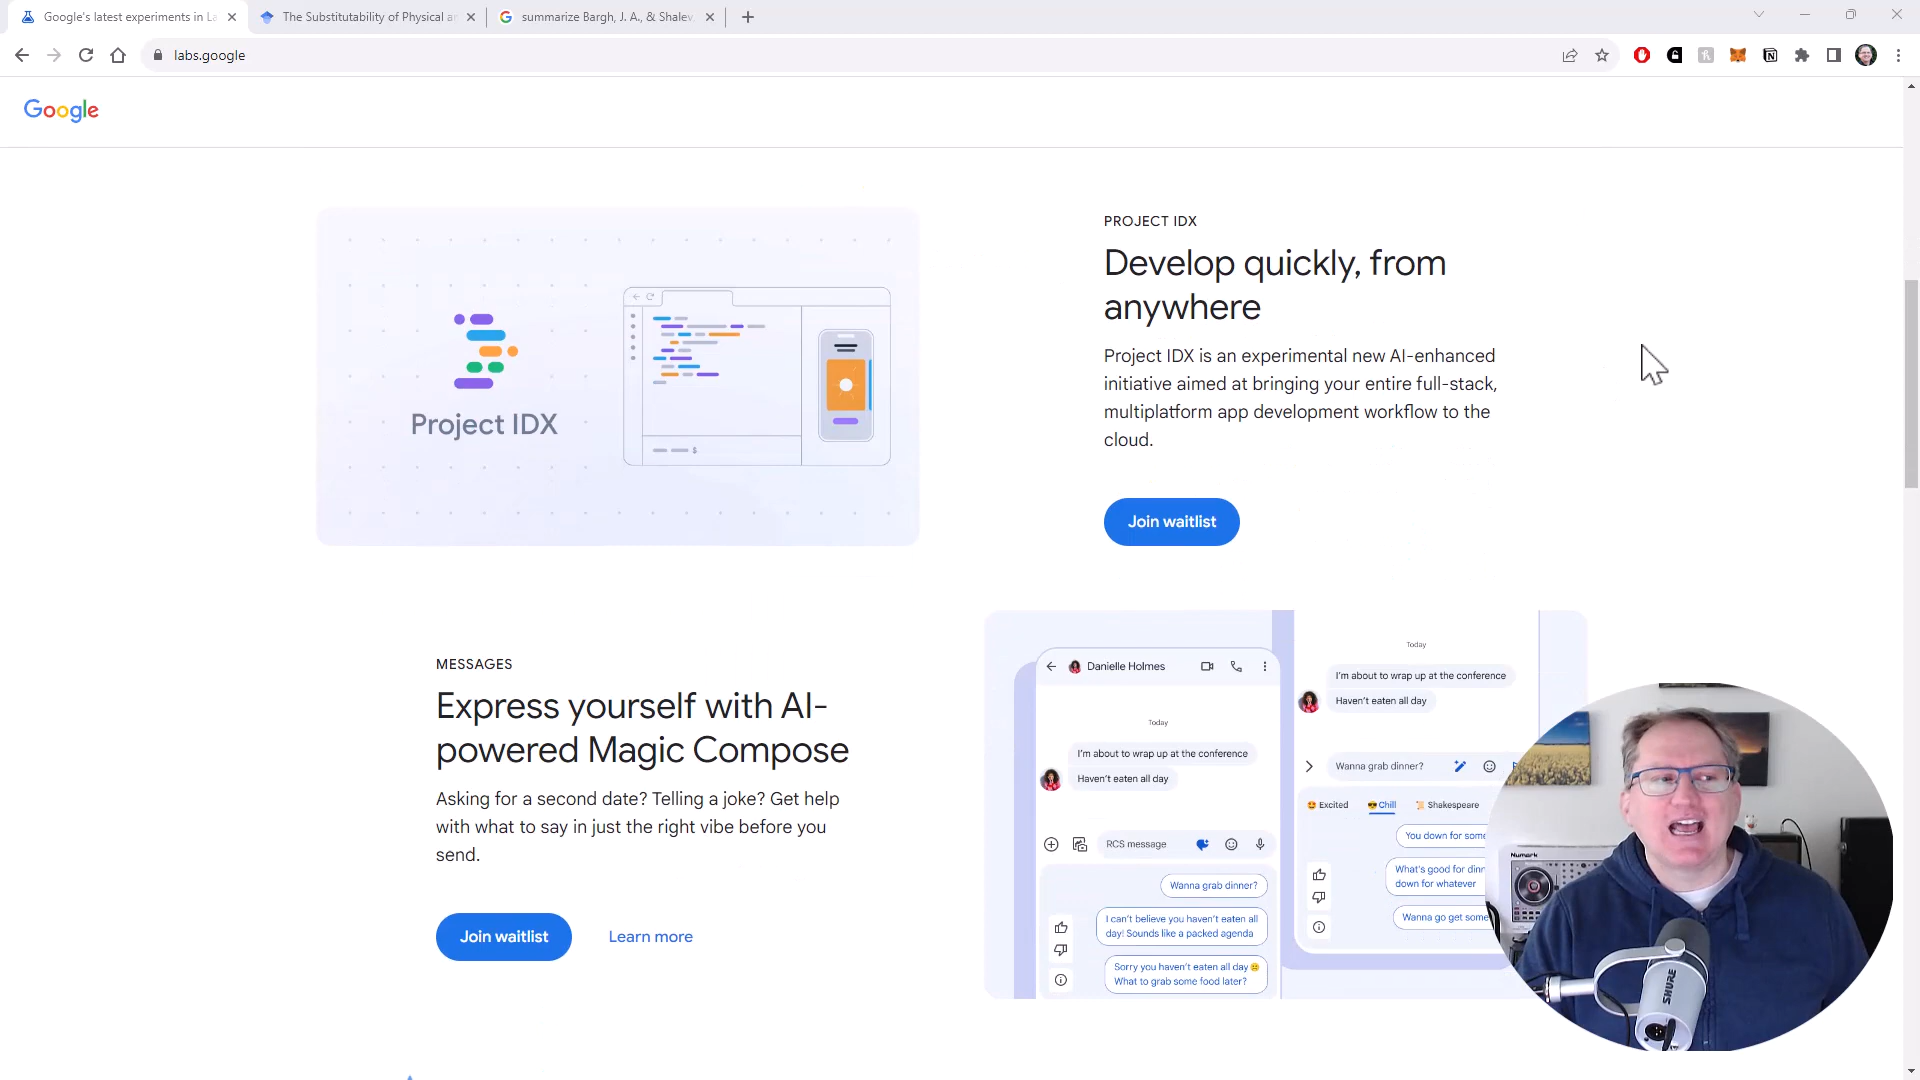 Google's latest experiments in La
The Substitutability of Physical a
summarize Bargh, J. A., & Shalev,
labs.google
Google
Project IDX
PROJECT IDX
Develop quickly, from
anywhere
Project IDX is an experimental new AI-enhanced
initiative aimed at bringing your entire full-stack,
multiplatform app development workflow to the
cloud.
Join waitlist
MESSAGES
Express yourself with AI-
powered Magic Compose
Asking for a second date? Telling a joke? Get help
with what to say in just the right vibe before you
send.
Join waitlist
Learn more
Danielle Holmes
Today
I'm about to wrap up at the conference
Haven't eaten all day
RCS message
Wanna grab dinner?
I can't believe you haven't eaten all
day! Sounds like a packed agenda
Sorry you haven't eaten all day
What to grab some food later?
Today
I'm about to wrap up at the conference
Haven't eaten all day
Wanna grab dinner?
Excited
Chill
Shakespeare
You down for some
What's good for dinn
down for whatever
Wanna go get some
Numark
SHURE